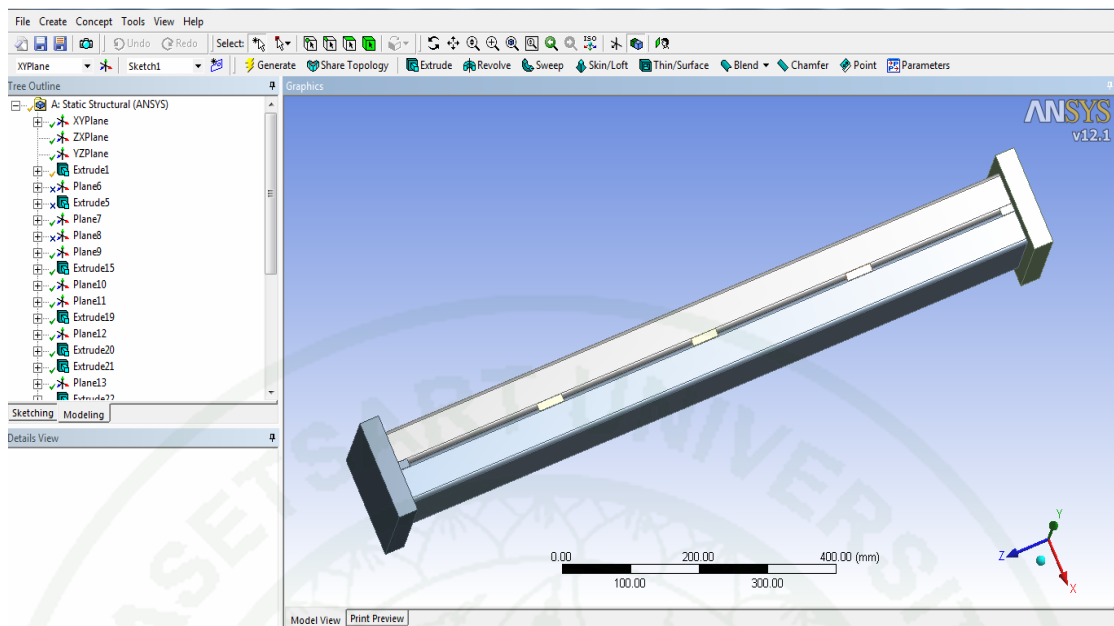 File Create Concept Tools View Help
Undo Redo Select: ISO
XYPlane Sketch1 Generate Share Topology Extrude Revolve Sweep Skin/Loft Thin/Surface Blend Chamfer Point Parameters
Tree Outline
A: Static Structural (ANSYS)
XYPlane
ZXPlane
YZPlane
Extrude1
Plane6
Extrude5
Plane7
Plane8
Plane9
Extrude15
Plane10
Plane11
Extrude19
Plane12
Extrude20
Extrude21
Plane13
Extrude22
Sketching Modeling
Details View
Graphics
ANSYS
v12.1
0.00 200.00 400.00 (mm)
100.00 300.00
Y
Z
X
Model View Print Preview